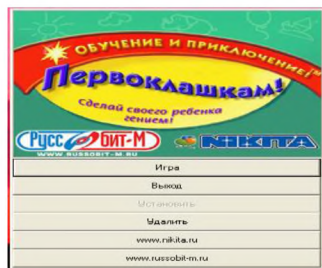 ОБУЧЕНИЕ И ПРИКЛЮЧЕНИЕ!
Первоклашкам!
Сделай своего ребенка
гением!
Руссобит-М
NIKITA
WWW.RUSSOBIT-M.RU
Игра
Выход
Установить
Удалить
www.nikita.ru
www.russobit-m.ru